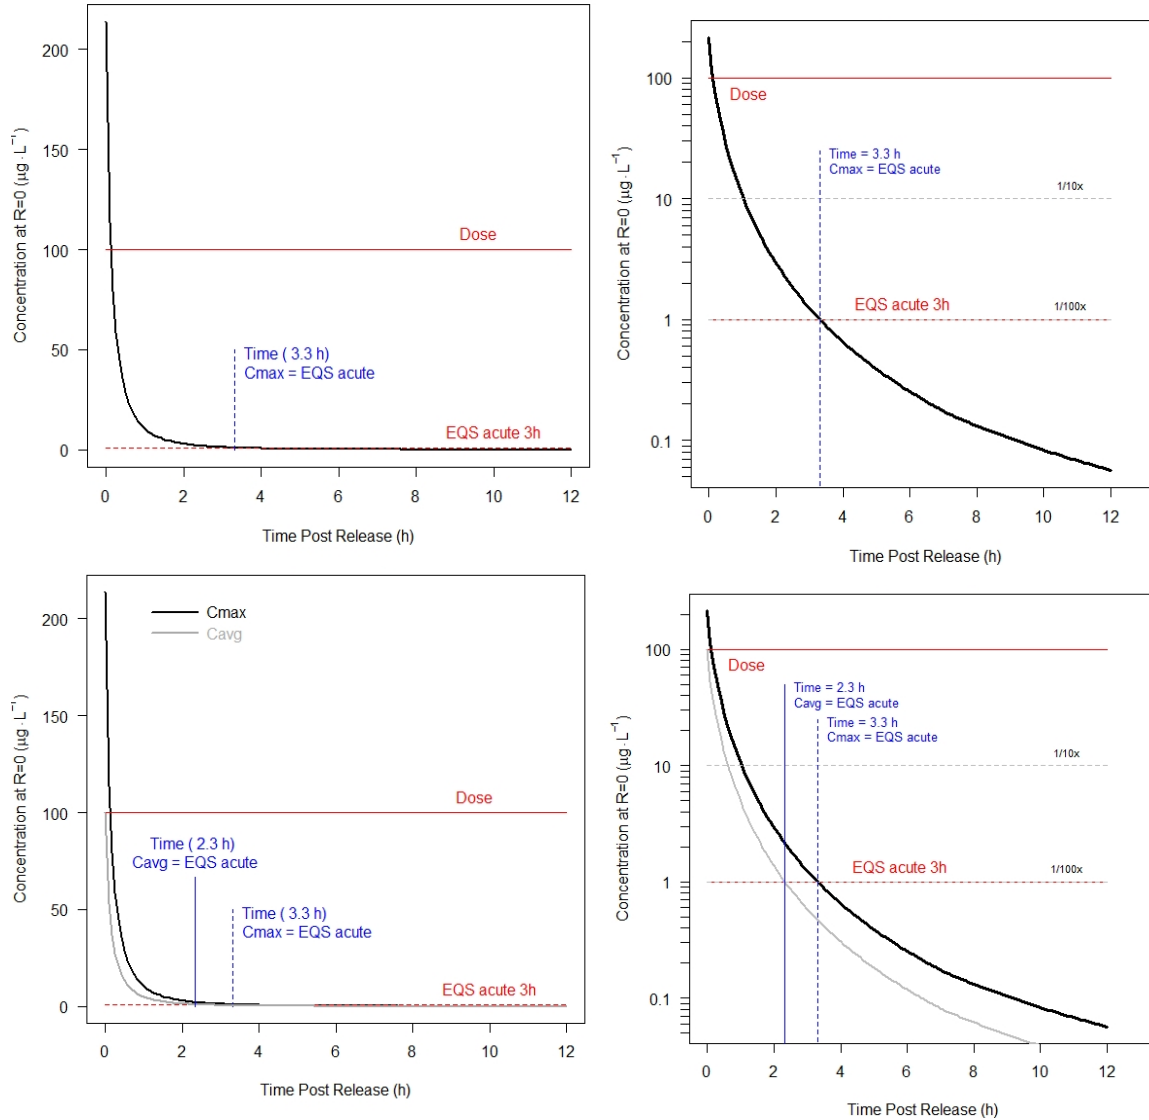 200
150
100
50
0
Concentration at R=0 (µg·L⁻¹)
Dose
Time ( 3.3 h)
Cmax = EQS acute
EQS acute 3h
0 2 4 6 8 10 12
Time Post Release (h)
100
10
1
0.1
Concentration at R=0 (µg·L⁻¹)
Dose
Time = 3.3 h
Cmax = EQS acute
1/10x
EQS acute 3h
1/100x
0 2 4 6 8 10 12
Time Post Release (h)
200
150
100
50
0
Concentration at R=0 (µg·L⁻¹)
Cmax
Cavg
Dose
Time ( 2.3 h)
Cavg = EQS acute
Time ( 3.3 h)
Cmax = EQS acute
EQS acute 3h
0 2 4 6 8 10 12
Time Post Release (h)
100
10
1
0.1
Concentration at R=0 (µg·L⁻¹)
Dose
Time = 2.3 h
Cavg = EQS acute
Time = 3.3 h
Cmax = EQS acute
1/10x
EQS acute 3h
1/100x
0 2 4 6 8 10 12
Time Post Release (h)